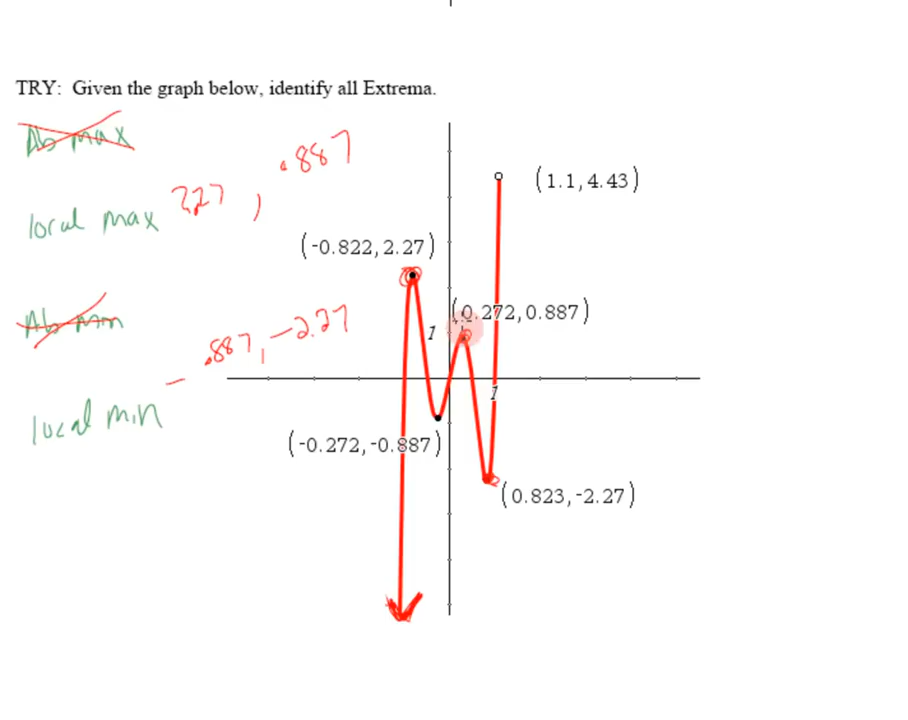 TRY: Given the graph below, identify all Extrema.
Ab max
.887
local max 2.27 ,
(1.1,4.43)
(-0.822,2.27)
(0.272,0.887)
Ab min
1
- .887, -2.27
1
local min
(-0.272,-0.887)
(0.823,-2.27)